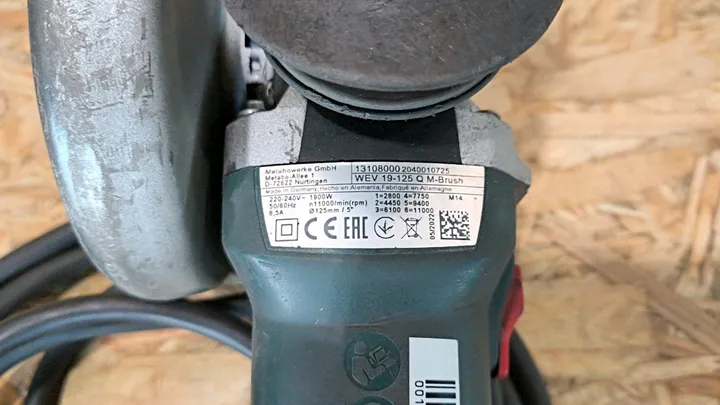 Metabowerke GmbH
Metabo-Allee 1
D-72622 Nürtingen
13108000 2040010725
WEV 19-125 Q M-Brush
Made in Germany, Hecho en Alemania, Fabriqué en Allemagne
220-240V~ 1900W
50/60Hz n11000/min(rpm)
8,5A Ø125mm / 5"
1=2800 4=7750
2=4450 5=9400
3=6100 6=11000
M14
CE EAC
05/2022
001